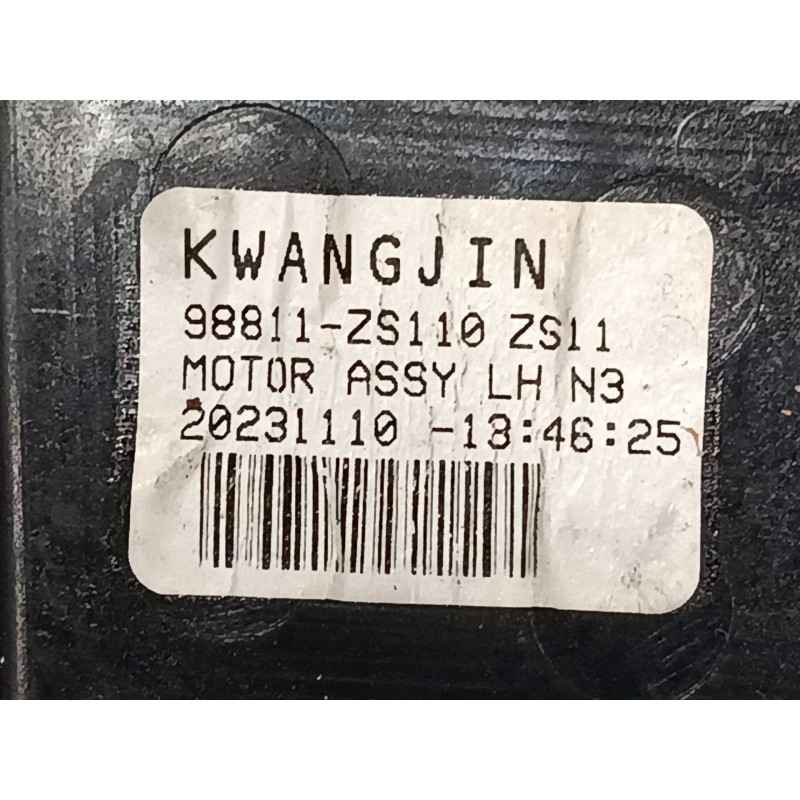 KWANGJIN
98811-ZS110 ZS11
MOTOR ASSY LH N3
20231110 -13:46:25